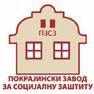 ПЗСЗ
ПОКРАЈИНСКИ ЗАВОД
ЗА СОЦИЈАЛНУ ЗАШТИТУ